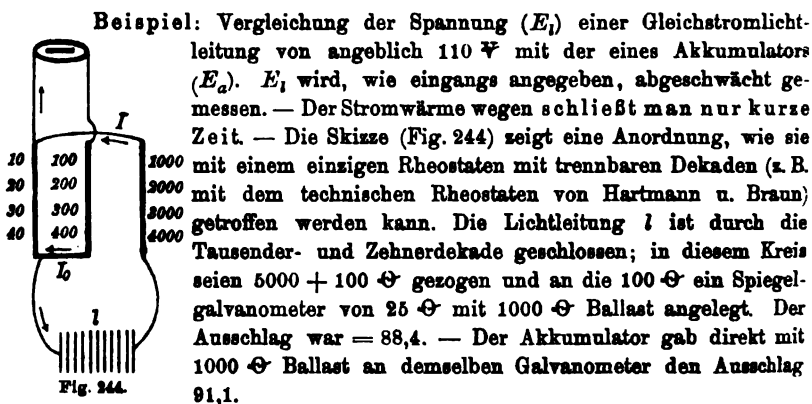 Beispiel: Vergleichung der Spannung (E_l) einer Gleichstromlicht-
leitung von angeblich 110 V mit der eines Akkumulators
(E_a). E_l wird, wie eingangs angegeben, abgeschwächt ge-
messen. — Der Stromwärme wegen schließt man nur kurze
Zeit. — Die Skizze (Fig. 244) zeigt eine Anordnung, wie sie
mit einem einzigen Rheostaten mit trennbaren Dekaden (z. B.
mit dem technischen Rheostaten von Hartmann u. Braun)
getroffen werden kann. Die Lichtleitung l ist durch die
Tausender- und Zehnerdekade geschlossen; in diesem Kreis
seien 5000 + 100 ⊖ gezogen und an die 100 ⊖ ein Spiegel-
galvanometer von 25 ⊖ mit 1000 ⊖ Ballast angelegt. Der
Ausschlag war = 88,4. — Der Akkumulator gab direkt mit
1000 ⊖ Ballast an demselben Galvanometer den Ausschlag
91,1.
I
10 100 1000
20 200 2000
30 300 3000
40 400 4000
I_0
l
Fig. 244.